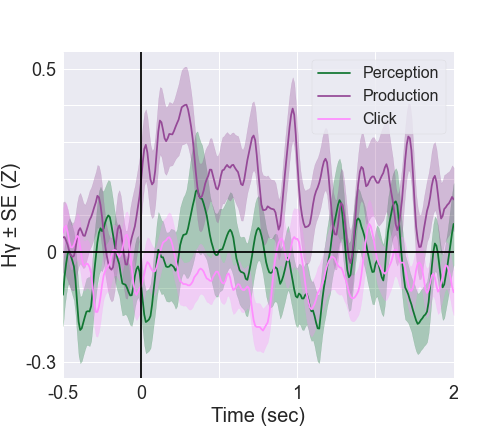 Hγ ± SE (Z)
0.5
0
-0.3
Perception
Production
Click
-0.5 0 1 2
Time (sec)